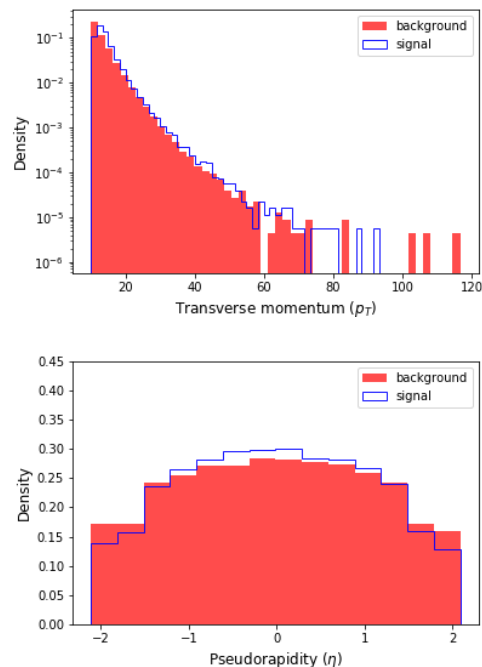 background
signal
10⁻¹
10⁻²
10⁻³
10⁻⁴
10⁻⁵
10⁻⁶
Density
20 40 60 80 100 120
Transverse momentum (p_T)
background
signal
0.45
0.40
0.35
0.30
0.25
0.20
0.15
0.10
0.05
0.00
Density
−2 −1 0 1 2
Pseudorapidity (η)